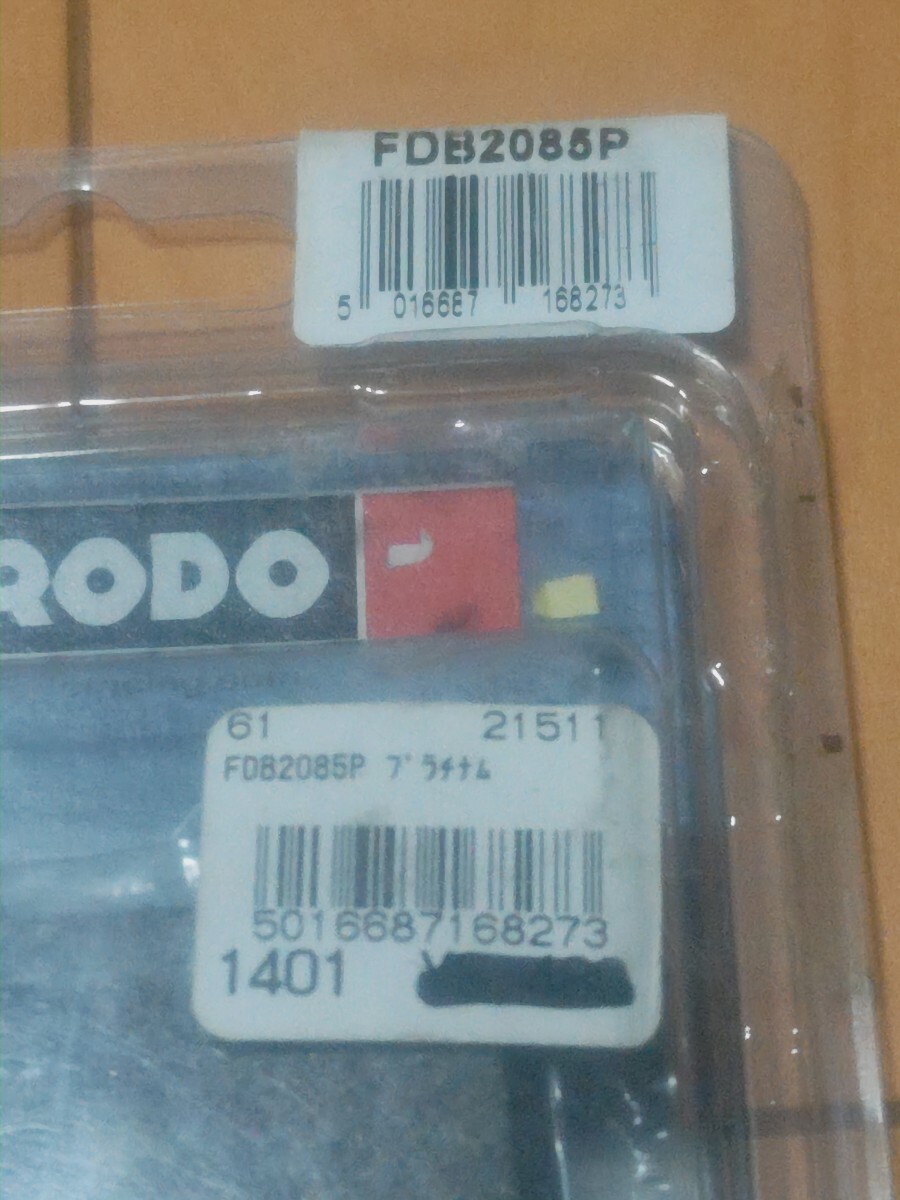 FDB2085P
5 016687 168273
RODO
61 21511
FDB2085P ﾌﾟﾗﾁﾅﾑ
5016687168273
1401